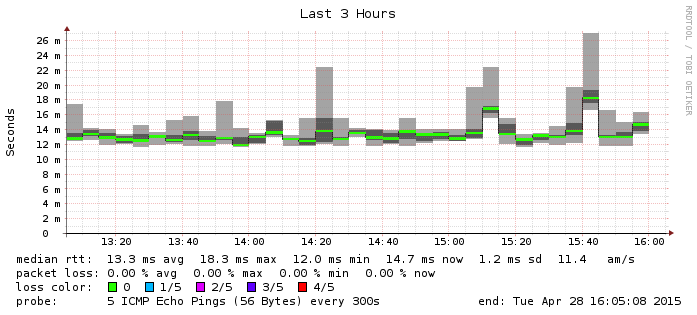 Last 3 Hours
RRDTOOL / TOBI OETIKER
Seconds
26 m
24 m
22 m
20 m
18 m
16 m
14 m
12 m
10 m
8 m
6 m
4 m
2 m
0
13:20 13:40 14:00 14:20 14:40 15:00 15:20 15:40 16:00
median rtt: 13.3 ms avg 18.3 ms max 12.0 ms min 14.7 ms now 1.2 ms sd 11.4 am/s
packet loss: 0.00 % avg 0.00 % max 0.00 % min 0.00 % now
loss color: 0 1/5 2/5 3/5 4/5
probe: 5 ICMP Echo Pings (56 Bytes) every 300s end: Tue Apr 28 16:05:08 2015